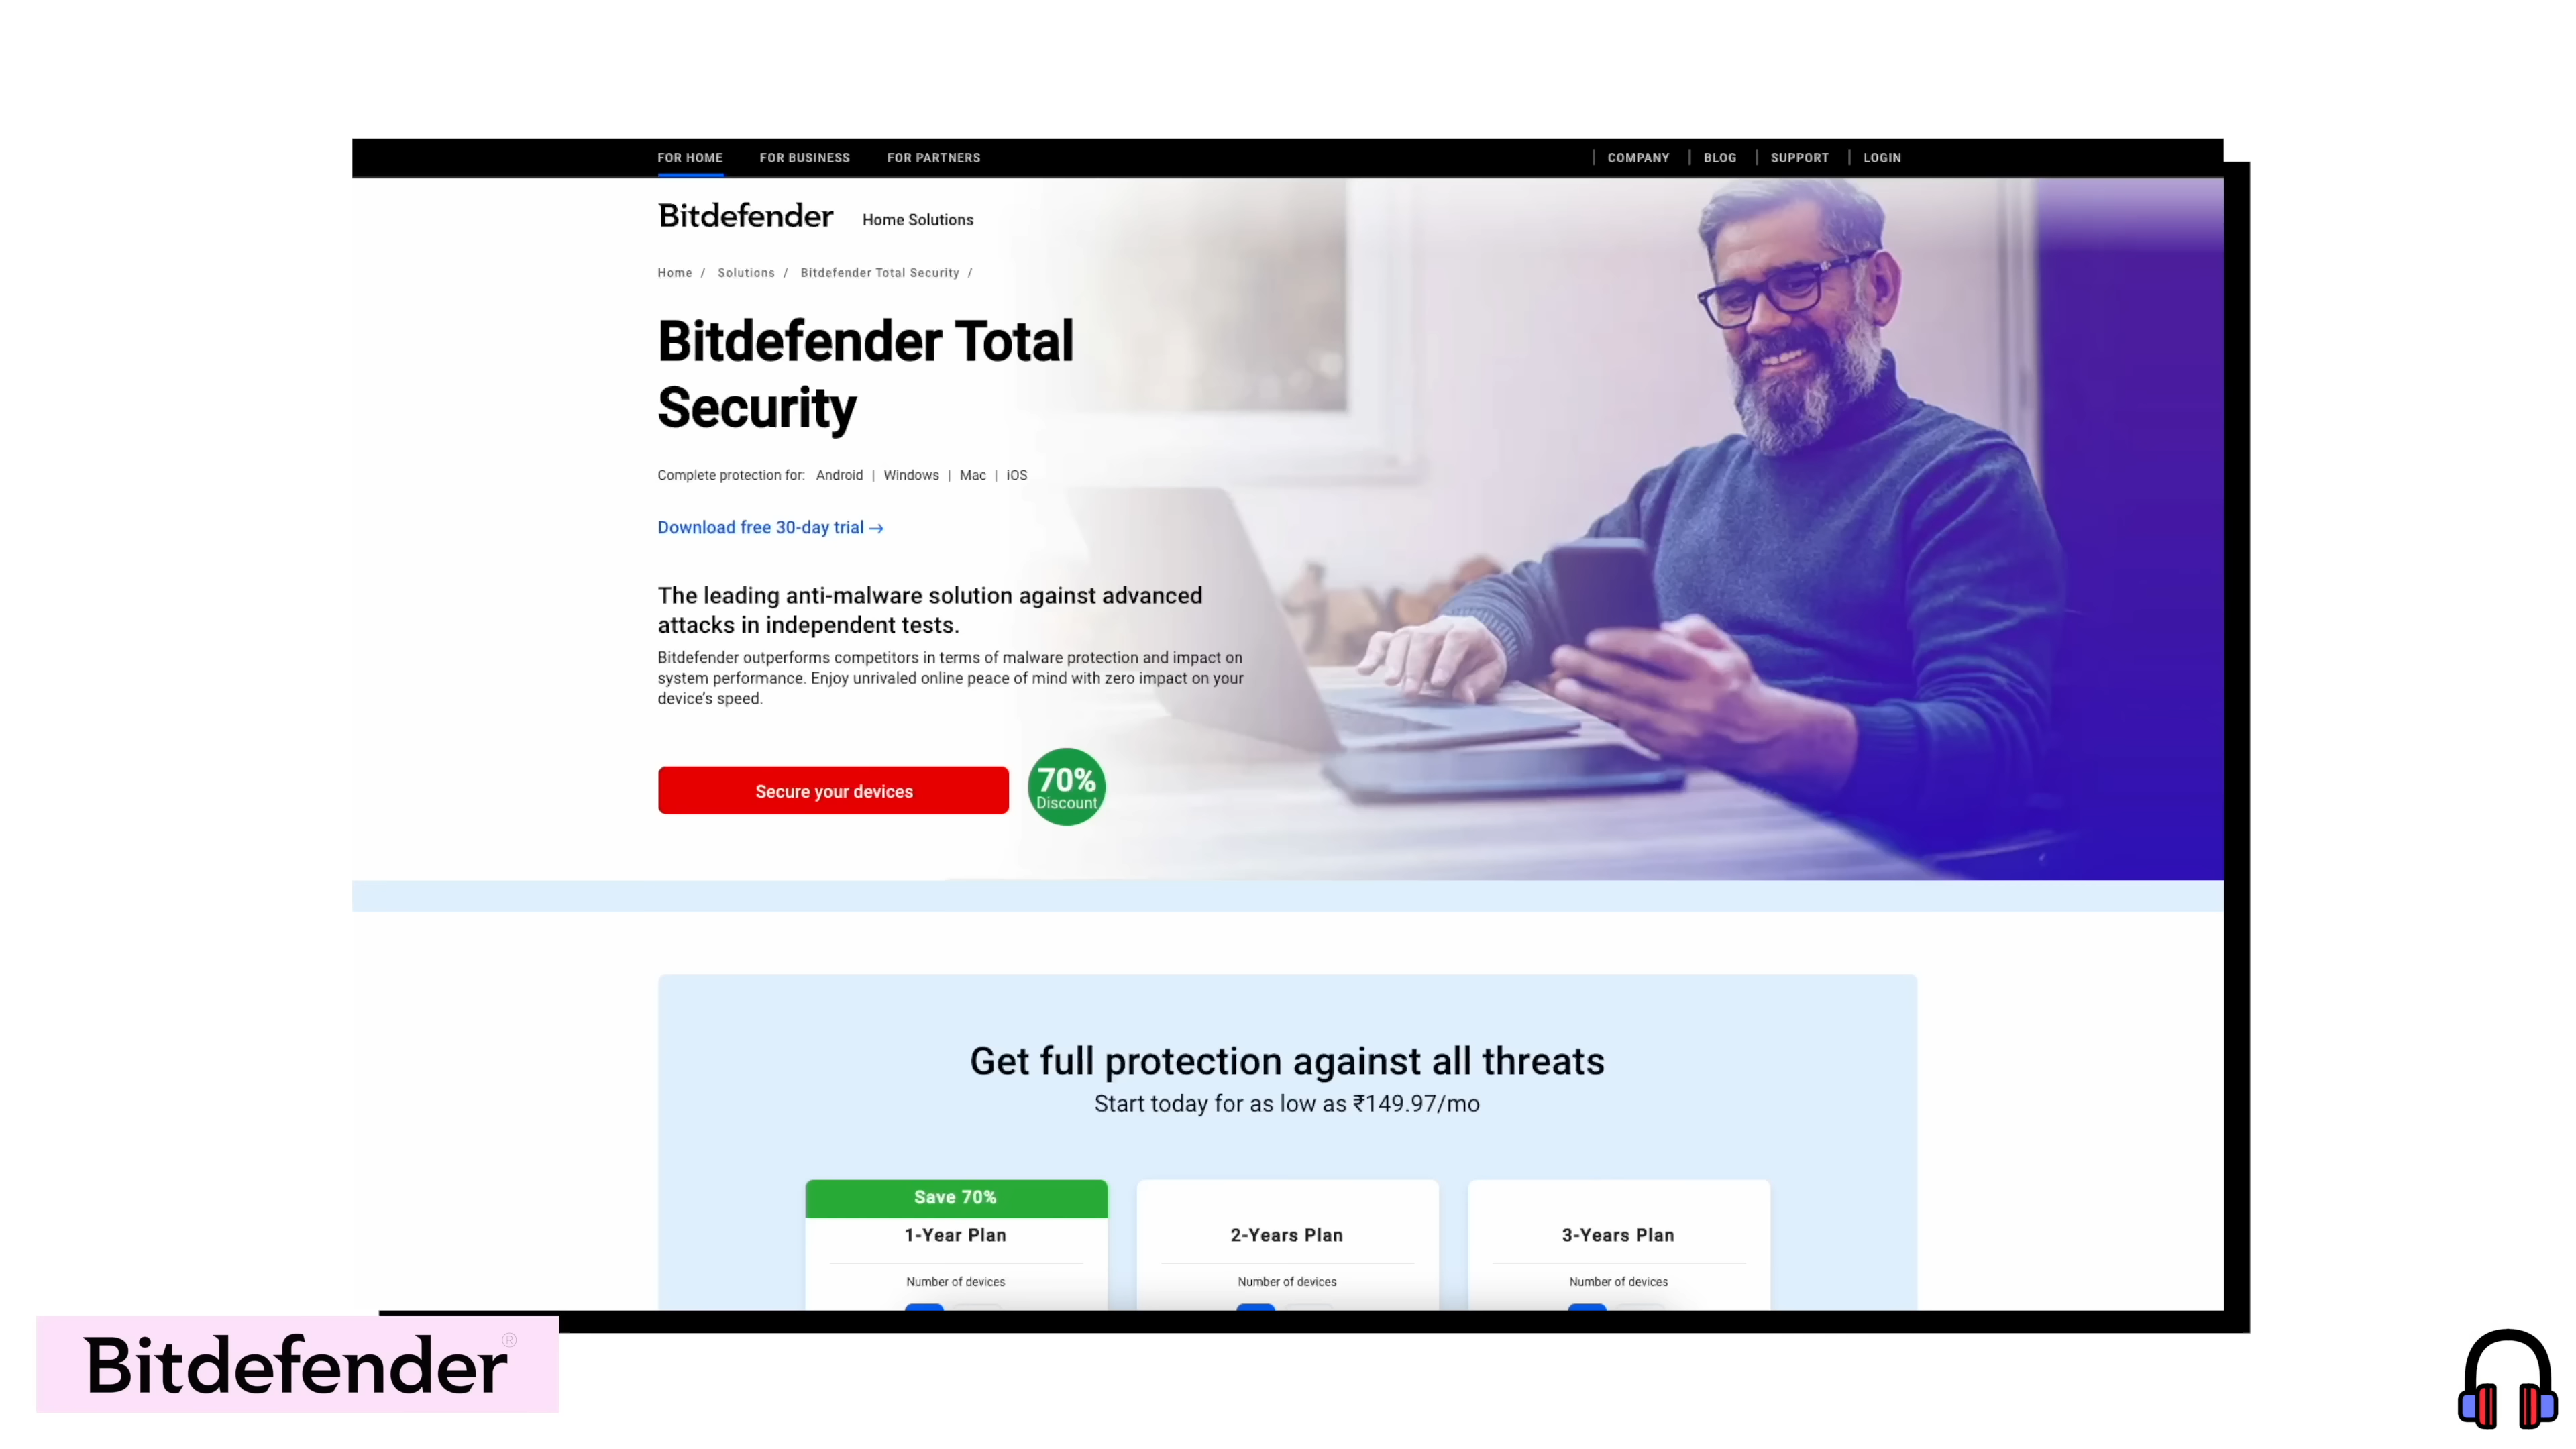 FOR HOME FOR BUSINESS FOR PARTNERS | COMPANY | BLOG | SUPPORT | LOGIN
Bitdefender Home Solutions
Home / Solutions / Bitdefender Total Security /
Bitdefender Total
Security
Complete protection for: Android | Windows | Mac | iOS
Download free 30-day trial →
The leading anti-malware solution against advanced
attacks in independent tests.
Bitdefender outperforms competitors in terms of malware protection and impact on
system performance. Enjoy unrivaled online peace of mind with zero impact on your
device's speed.
Secure your devices
70%
Discount
Get full protection against all threats
Start today for as low as ₹149.97/mo
Save 70%
1-Year Plan
Number of devices
2-Years Plan
Number of devices
3-Years Plan
Number of devices
Bitdefender®